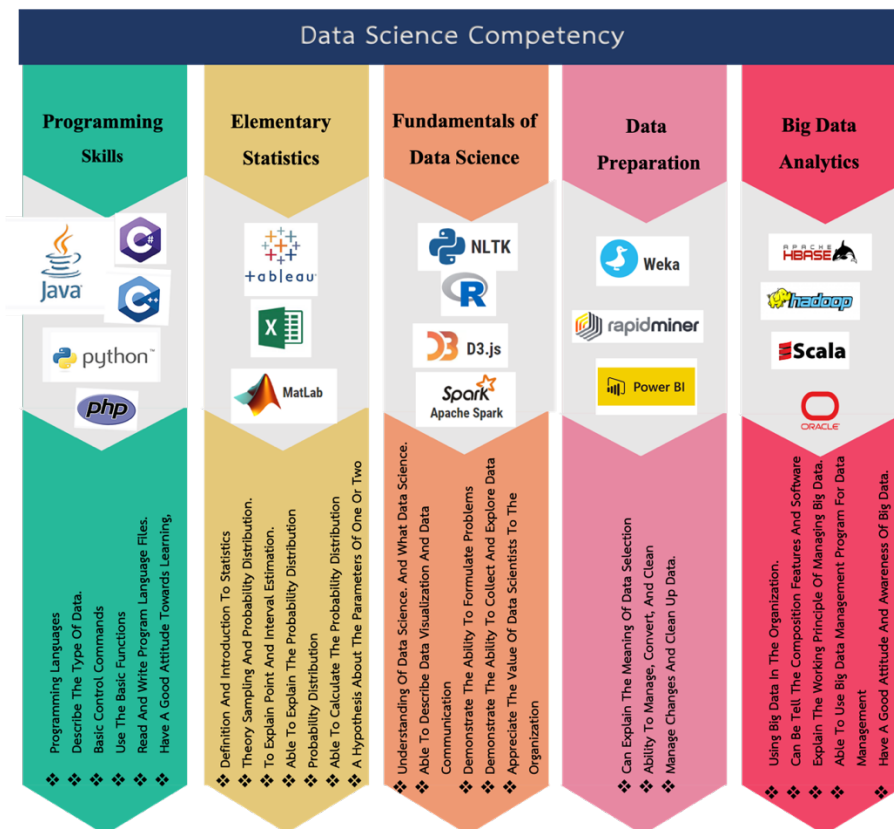 Data Science Competency
Programming
Skills
Java
C#
C++
python™
php
Programming Languages
Describe The Type Of Data.
Basic Control Commands
Use The Basic Functions
Read And Write Program Language Files.
Have A Good Attitude Towards Learning,
Elementary
Statistics
+ableau
X
MatLab
Definition And Introduction To Statistics
Theory Sampling And Probability Distribution.
To Explain Point And Interval Estimation.
Able To Explain The Probability Distribution
Probability Distribution
Able To Calculate The Probability Distribution
A Hypothesis About The Parameters Of One Or Two
Fundamentals of
Data Science
NLTK
R
D3.js
Spark
Apache Spark
Understanding Of Data Science. And What Data Science.
Able To Describe Data Visualization And Data
Communication
Demonstrate The Ability To Formulate Problems
Demonstrate The Ability To Collect And Explore Data
Appreciate The Value Of Data Scientists To The
Organization
Data
Preparation
Weka
rapidminer
Power BI
Can Explain The Meaning Of Data Selection
Ability To Manage, Convert, And Clean
Manage Changes And Clean Up Data.
Big Data
Analytics
APACHE
HBASE
hadoop
Scala
ORACLE
Using Big Data In The Organization.
Can Be Tell The Composition Features And Software
Explain The Working Principle Of Managing Big Data.
Able To Use Big Data Management Program For Data
Management
Have A Good Attitude And Awareness Of Big Data.